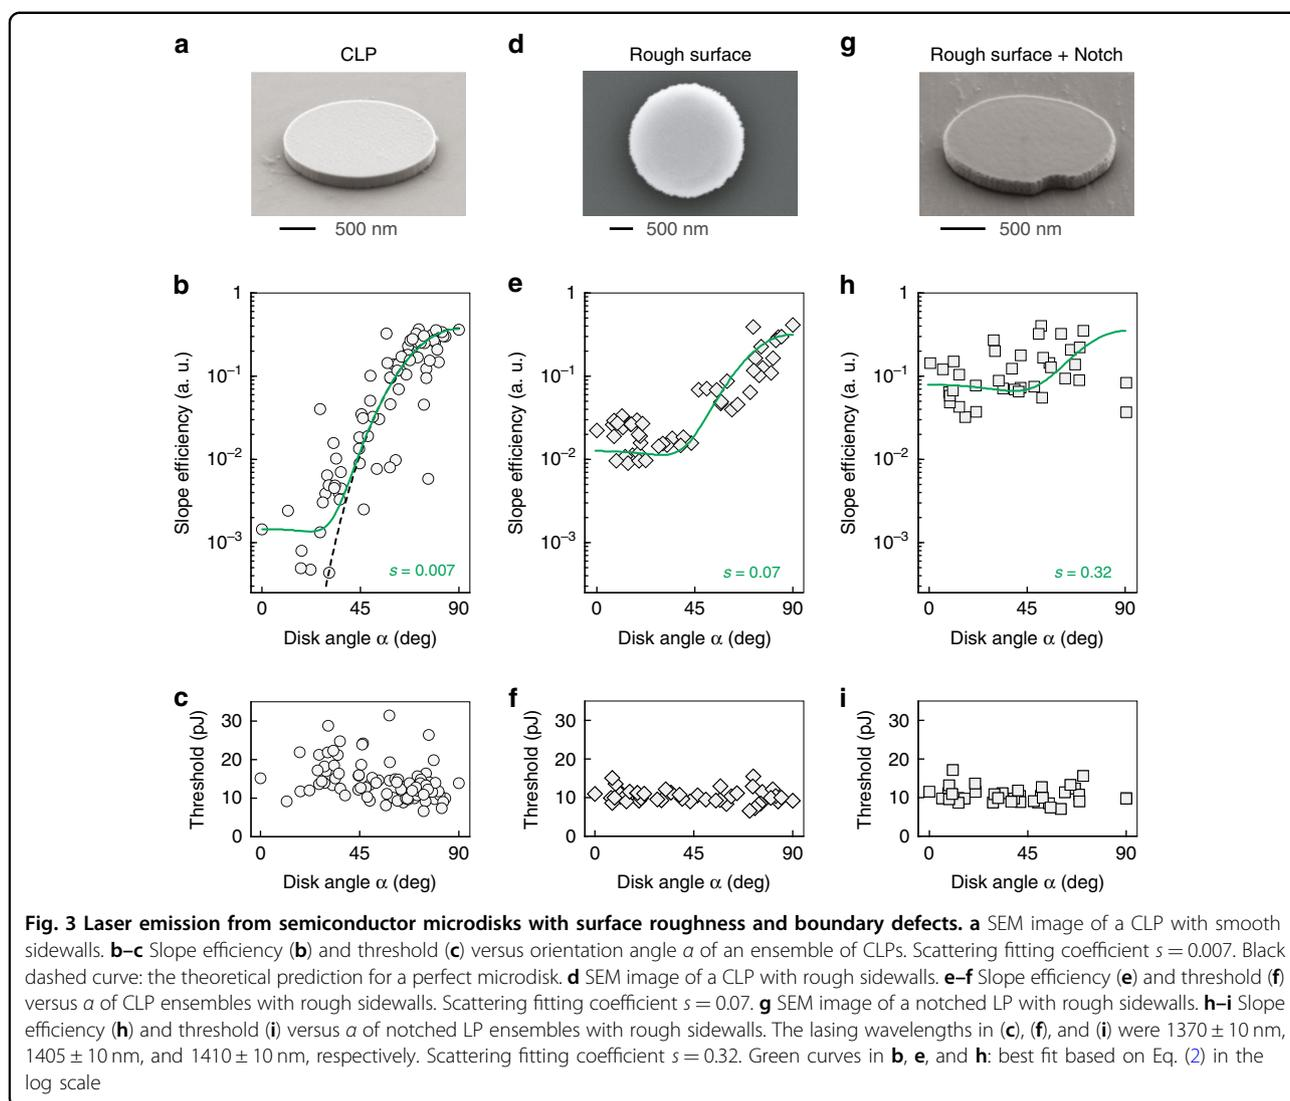 a
CLP
500 nm
d
Rough surface
500 nm
g
Rough surface + Notch
500 nm
b
Slope efficiency (a. u.)
1
10⁻¹
10⁻²
10⁻³
s = 0.007
0 45 90
Disk angle α (deg)
e
Slope efficiency (a. u.)
1
10⁻¹
10⁻²
10⁻³
s = 0.07
0 45 90
Disk angle α (deg)
h
Slope efficiency (a. u.)
1
10⁻¹
10⁻²
10⁻³
s = 0.32
0 45 90
Disk angle α (deg)
c
Threshold (pJ)
30
20
10
0
0 45 90
Disk angle α (deg)
f
Threshold (pJ)
30
20
10
0
0 45 90
Disk angle α (deg)
i
Threshold (pJ)
30
20
10
0
0 45 90
Disk angle α (deg)
Fig. 3 Laser emission from semiconductor microdisks with surface roughness and boundary defects. a SEM image of a CLP with smooth
sidewalls. b–c Slope efficiency (b) and threshold (c) versus orientation angle α of an ensemble of CLPs. Scattering fitting coefficient s = 0.007. Black
dashed curve: the theoretical prediction for a perfect microdisk. d SEM image of a CLP with rough sidewalls. e–f Slope efficiency (e) and threshold (f)
versus α of CLP ensembles with rough sidewalls. Scattering fitting coefficient s = 0.07. g SEM image of a notched LP with rough sidewalls. h–i Slope
efficiency (h) and threshold (i) versus α of notched LP ensembles with rough sidewalls. The lasing wavelengths in (c), (f), and (i) were 1370 ± 10 nm,
1405 ± 10 nm, and 1410 ± 10 nm, respectively. Scattering fitting coefficient s = 0.32. Green curves in b, e, and h: best fit based on Eq. (2) in the
log scale